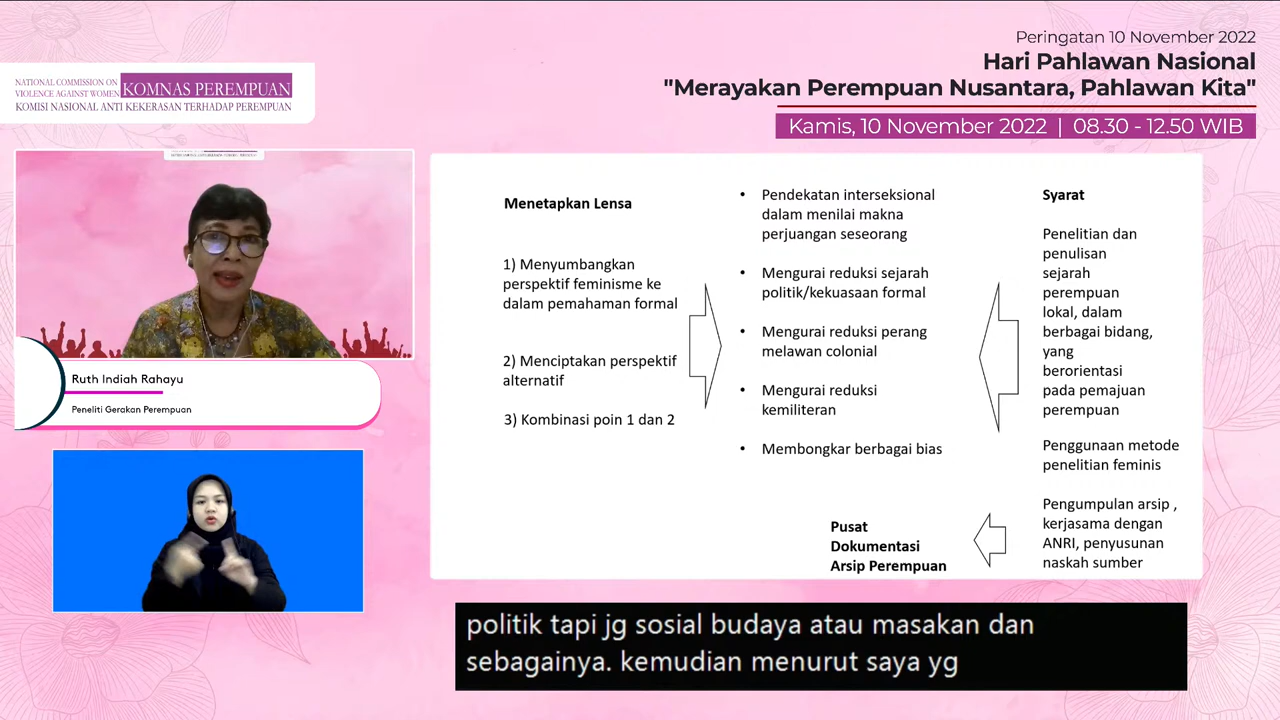 Peringatan 10 November 2022
Hari Pahlawan Nasional
"Merayakan Perempuan Nusantara, Pahlawan Kita"
Kamis, 10 November 2022 | 08.30 - 12.50 WIB
NATIONAL COMMISSION ON
VIOLENCE AGAINST WOMEN
KOMNAS PEREMPUAN
KOMISI NASIONAL ANTI KEKERASAN TERHADAP PEREMPUAN
Ruth Indiah Rahayu
Peneliti Gerakan Perempuan
Menetapkan Lensa
1) Menyumbangkan
perspektif feminisme ke
dalam pemahaman formal
2) Menciptakan perspektif
alternatif
3) Kombinasi poin 1 dan 2
• Pendekatan interseksional
dalam menilai makna
perjuangan seseorang
• Mengurai reduksi sejarah
politik/kekuasaan formal
• Mengurai reduksi perang
melawan colonial
• Mengurai reduksi
kemiliteran
• Membongkar berbagai bias
Pusat
Dokumentasi
Arsip Perempuan
Syarat
Penelitian dan
penulisan
sejarah
perempuan
lokal, dalam
berbagai bidang,
yang
berorientasi
pada pemajuan
perempuan
Penggunaan metode
penelitian feminis
Pengumpulan arsip ,
kerjasama dengan
ANRI, penyusunan
naskah sumber
politik tapi jg sosial budaya atau masakan dan
sebagainya. kemudian menurut saya yg